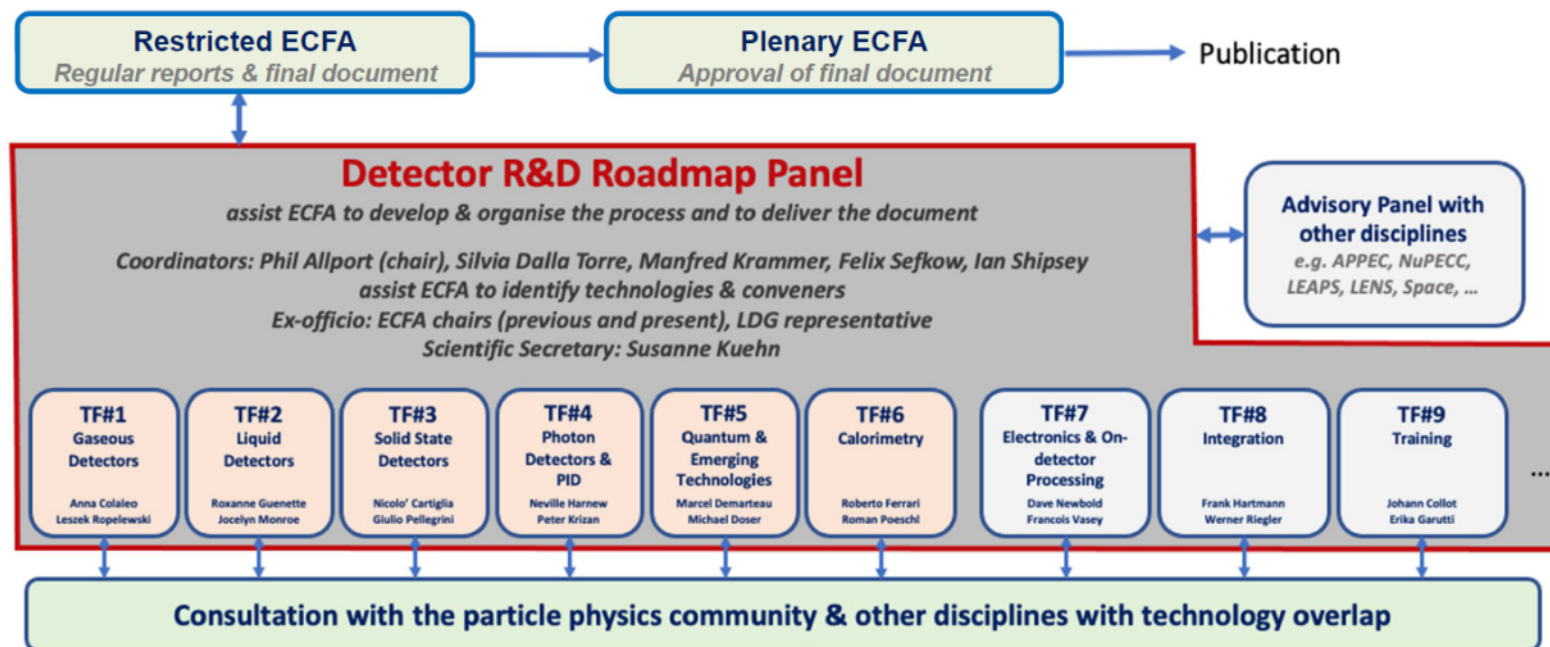 Restricted ECFA
Regular reports & final document
Plenary ECFA
Approval of final document
Publication
Detector R&D Roadmap Panel
assist ECFA to develop & organise the process and to deliver the document
Coordinators: Phil Allport (chair), Silvia Dalla Torre, Manfred Krammer, Felix Sefkow, Ian Shipsey
assist ECFA to identify technologies & conveners
Ex-officio: ECFA chairs (previous and present), LDG representative
Scientific Secretary: Susanne Kuehn
Advisory Panel with
other disciplines
e.g. APPEC, NuPECC,
LEAPS, LENS, Space, ...
TF#1
Gaseous
Detectors
Anna Colaleo
Leszek Ropelewski
TF#2
Liquid
Detectors
Roxanne Guenette
Jocelyn Monroe
TF#3
Solid State
Detectors
Nicolo' Cartiglia
Giulio Pellegrini
TF#4
Photon
Detectors &
PID
Neville Harnew
Peter Krizan
TF#5
Quantum &
Emerging
Technologies
Marcel Demarteau
Michael Doser
TF#6
Calorimetry
Roberto Ferrari
Roman Poeschl
TF#7
Electronics & On-
detector
Processing
Dave Newbold
Francois Vasey
TF#8
Integration
Frank Hartmann
Werner Riegler
TF#9
Training
Johann Collot
Erika Garutti
...
Consultation with the particle physics community & other disciplines with technology overlap